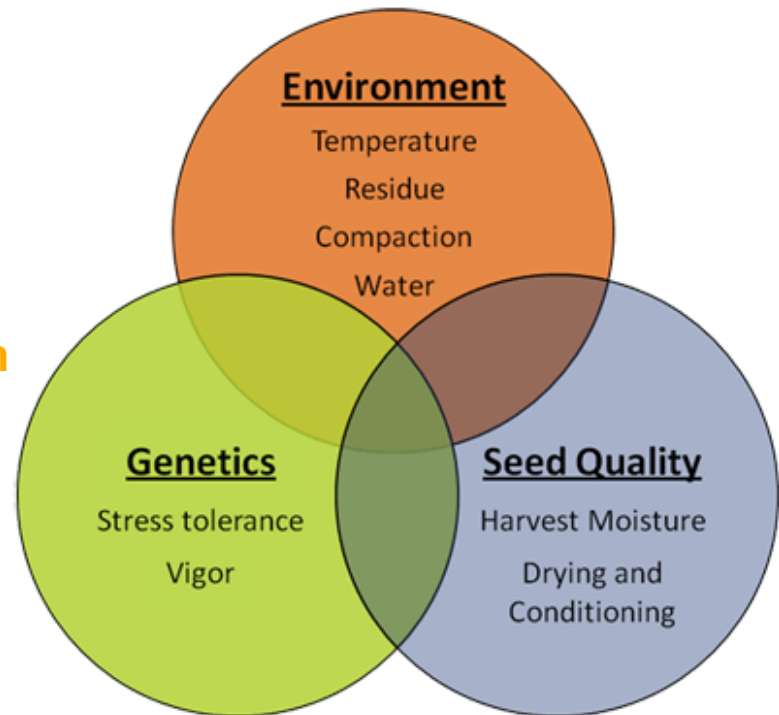 Environment
Temperature
Residue
Compaction
Water
n
Genetics
Stress tolerance
Vigor
Seed Quality
Harvest Moisture
Drying and
Conditioning